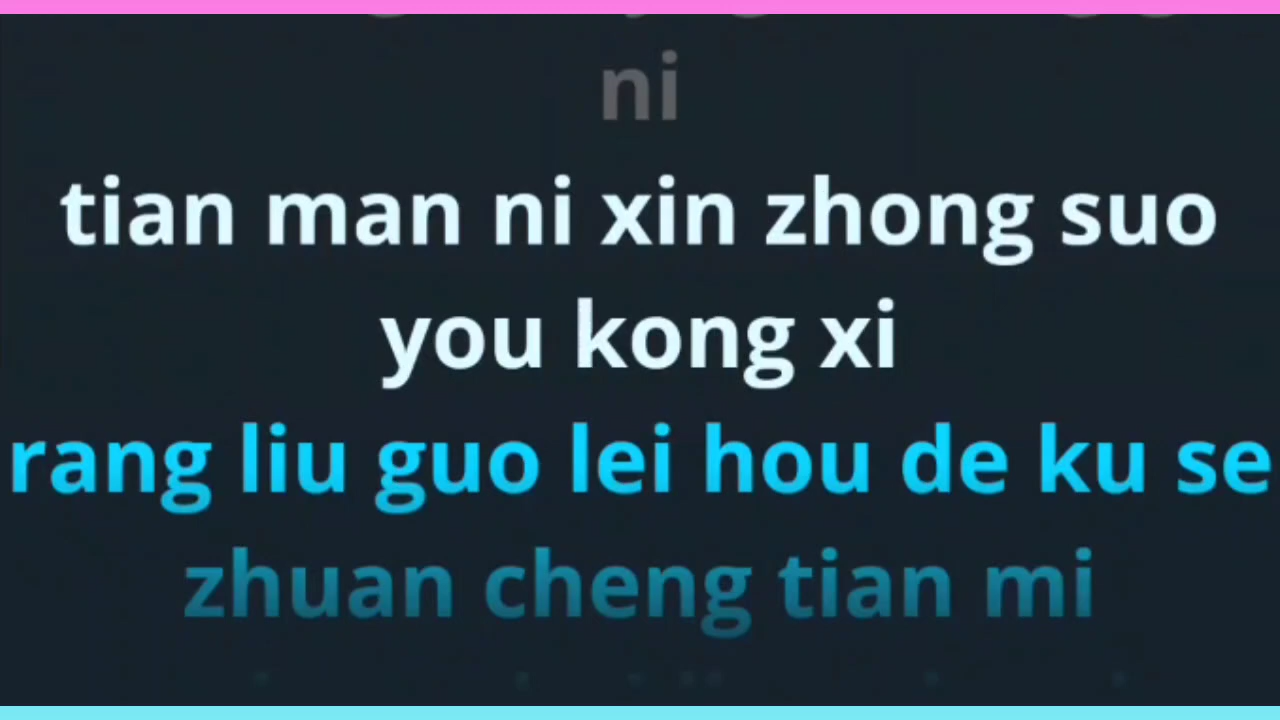 ni
tian man ni xin zhong suo
you kong xi
rang liu guo lei hou de ku se
zhuan cheng tian mi